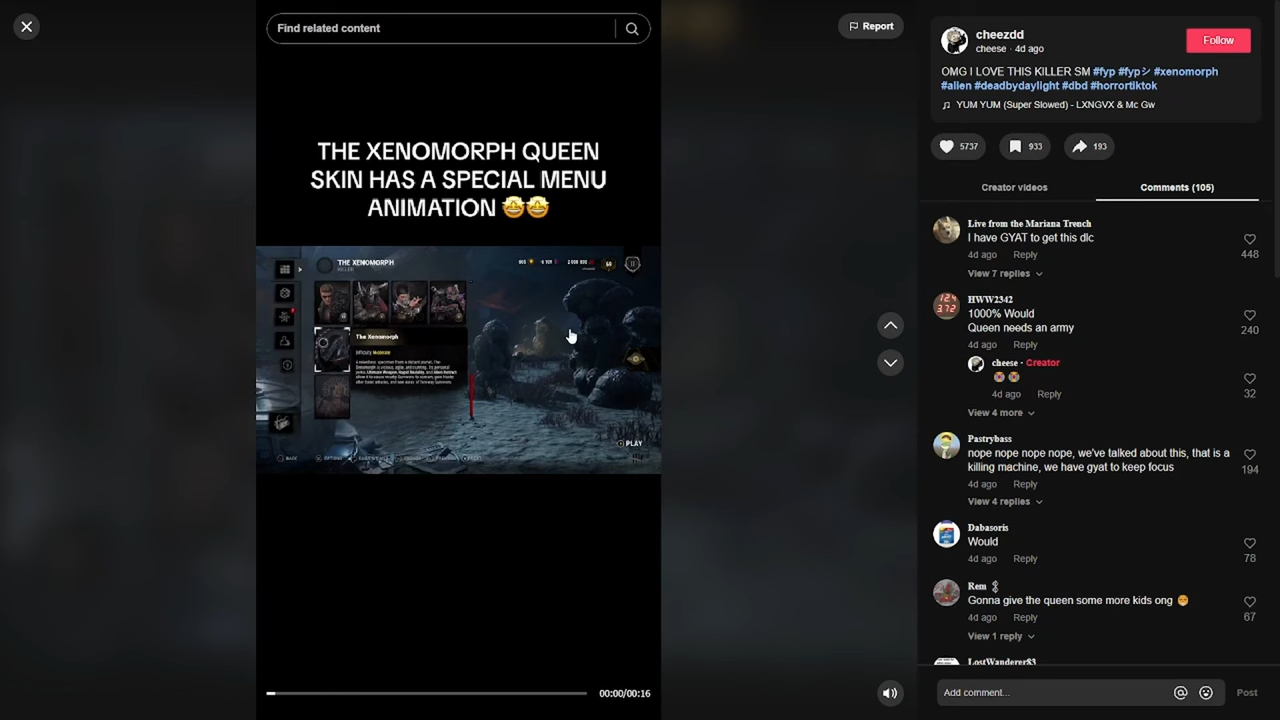 Find related content
Report
THE XENOMORPH QUEEN
SKIN HAS A SPECIAL MENU
ANIMATION 🤩🤩
THE XENOMORPH
KILLER
The Xenomorph
Difficulty: Moderate
PLAY
BACK
00:00/00:16
cheezdd
cheese · 4d ago
Follow
OMG I LOVE THIS KILLER SM #fyp #fypシ #xenomorph
#alien #deadbydaylight #dbd #horrortiktok
YUM YUM (Super Slowed) - LXNGVX & Mc Gw
5737
933
193
Creator videos
Comments (105)
Live from the Mariana Trench
I have GYAT to get this dlc
4d ago Reply
448
View 7 replies
HWW2342
1000% Would
Queen needs an army
240
4d ago Reply
cheese · Creator
😭😭
4d ago Reply
32
View 4 more
Pastrybass
nope nope nope nope, we've talked about this, that is a
killing machine, we have gyat to keep focus
194
4d ago Reply
View 4 replies
Dabasoris
Would
4d ago Reply
78
Rem
Gonna give the queen some more kids ong 😁
4d ago Reply
67
View 1 reply
LostWanderer83
Add comment...
Post